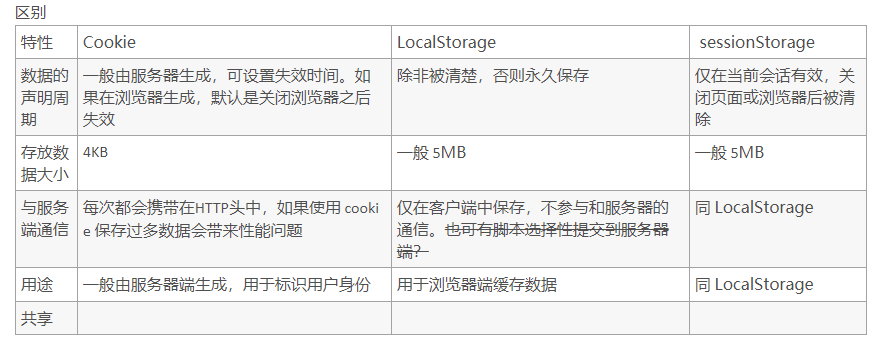 区别
特性 Cookie LocalStorage sessionStorage
数据的 一般由服务器生成，可设置失效时间。如 除非被清楚，否则永久保存 仅在当前会话有效，关
声明周 果在浏览器生成，默认是关闭浏览器之后 闭页面或浏览器后被清
期 失效 除
存放数 4KB 一般 5MB 一般 5MB
据大小
与服务 每次都会携带在HTTP头中，如果使用 cooki 仅在客户端中保存，不参与和服务器的 同 LocalStorage
端通信 e 保存过多数据会带来性能问题 通信。也可有脚本选择性提交到服务器
端？
用途 一般由服务器端生成，用于标识用户身份 用于浏览器端缓存数据 同 LocalStorage
共享